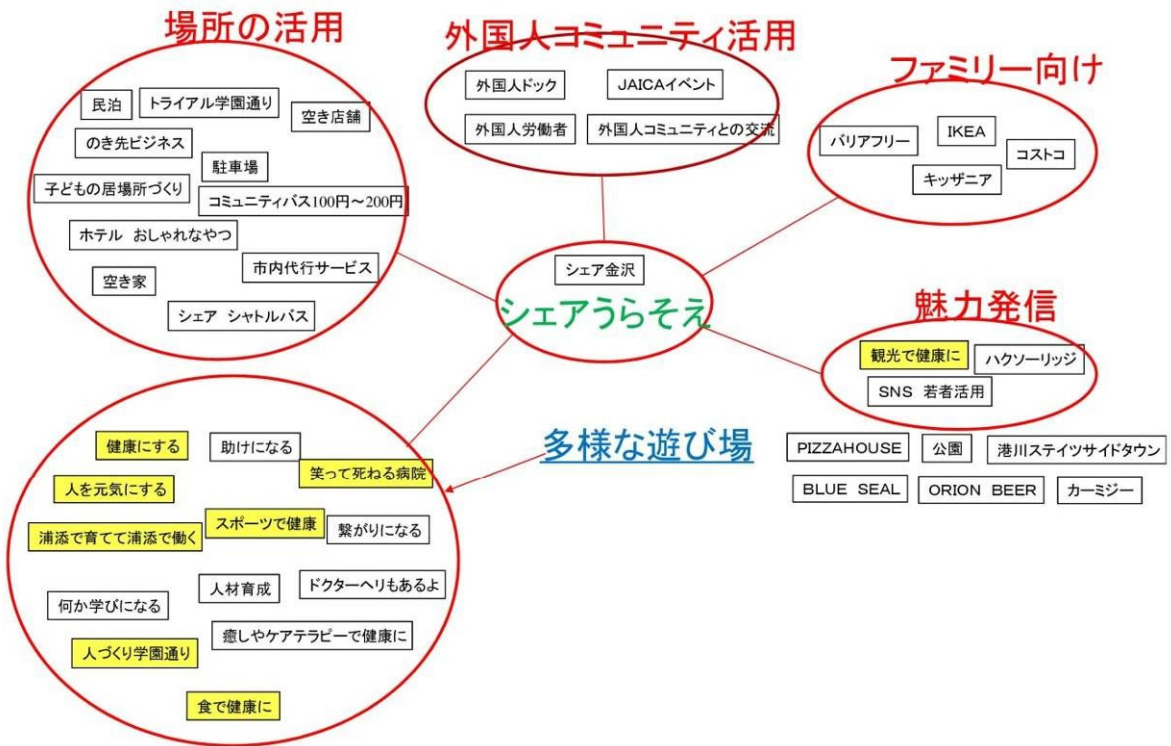 場所の活用
民泊
トライアル学園通り
空き店舗
のき先ビジネス
駐車場
子どもの居場所づくり
コミュニティバス100円～200円
ホテル おしゃれなやつ
市内代行サービス
空き家
シェア シャトルバス
外国人コミュニティ活用
外国人ドック
JAICAイベント
外国人労働者
外国人コミュニティとの交流
ファミリー向け
バリアフリー
IKEA
コストコ
キッザニア
シェア金沢
シェアうらそえ
魅力発信
観光で健康に
ハクソーリッジ
SNS 若者活用
PIZZAHOUSE
公園
港川ステイツサイドタウン
BLUE SEAL
ORION BEER
カーミジー
多様な遊び場
健康にする
助けになる
笑って死ねる病院
人を元気にする
スポーツで健康
浦添で育てて浦添で働く
繋がりになる
人材育成
ドクターヘリもあるよ
何か学びになる
癒しやケアテラピーで健康に
人づくり学園通り
食で健康に